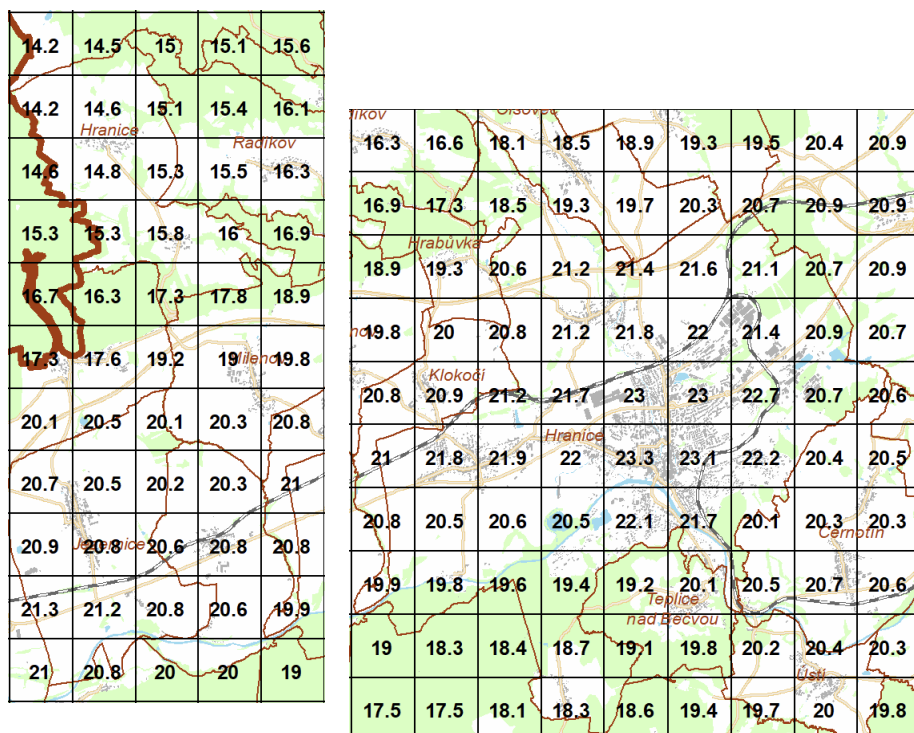 14.2 14.5 15 15.1 15.6
14.2 14.6 15.1 15.4 16.1
Hranice
Radíkov
14.6 14.8 15.3 15.5 16.3
15.3 15.3 15.8 16 16.9
16.7 16.3 17.3 17.8 18.9
17.3 17.6 19.2 19 19.8
20.1 20.5 20.1 20.3 20.8
20.7 20.5 20.2 20.3 21
20.9 20.8 20.6 20.8 20.8
21.3 21.2 20.8 20.6 19.9
21 20.8 20 20 19
16.3 16.6 18.1 18.5 18.9 19.3 19.5 20.4 20.9
16.9 17.3 18.5 19.3 19.7 20.3 20.7 20.9 20.9
Hrabůvka
18.9 19.3 20.6 21.2 21.4 21.6 21.1 20.7 20.9
19.8 20 20.8 21.2 21.8 22 21.4 20.9 20.7
Klokočí
20.8 20.9 21.2 21.7 23 23 22.7 20.7 20.6
Hranice
21 21.8 21.9 22 23.3 23.1 22.2 20.4 20.5
20.8 20.5 20.6 20.5 22.1 21.7 20.1 20.3 20.3
Černotín
19.9 19.8 19.6 19.4 19.2 20.1 20.5 20.7 20.6
Teplice
nad Bečvou
19 18.3 18.4 18.7 19.1 19.8 20.2 20.4 20.3
Ústí
17.5 17.5 18.1 18.3 18.6 19.4 19.7 20 19.8